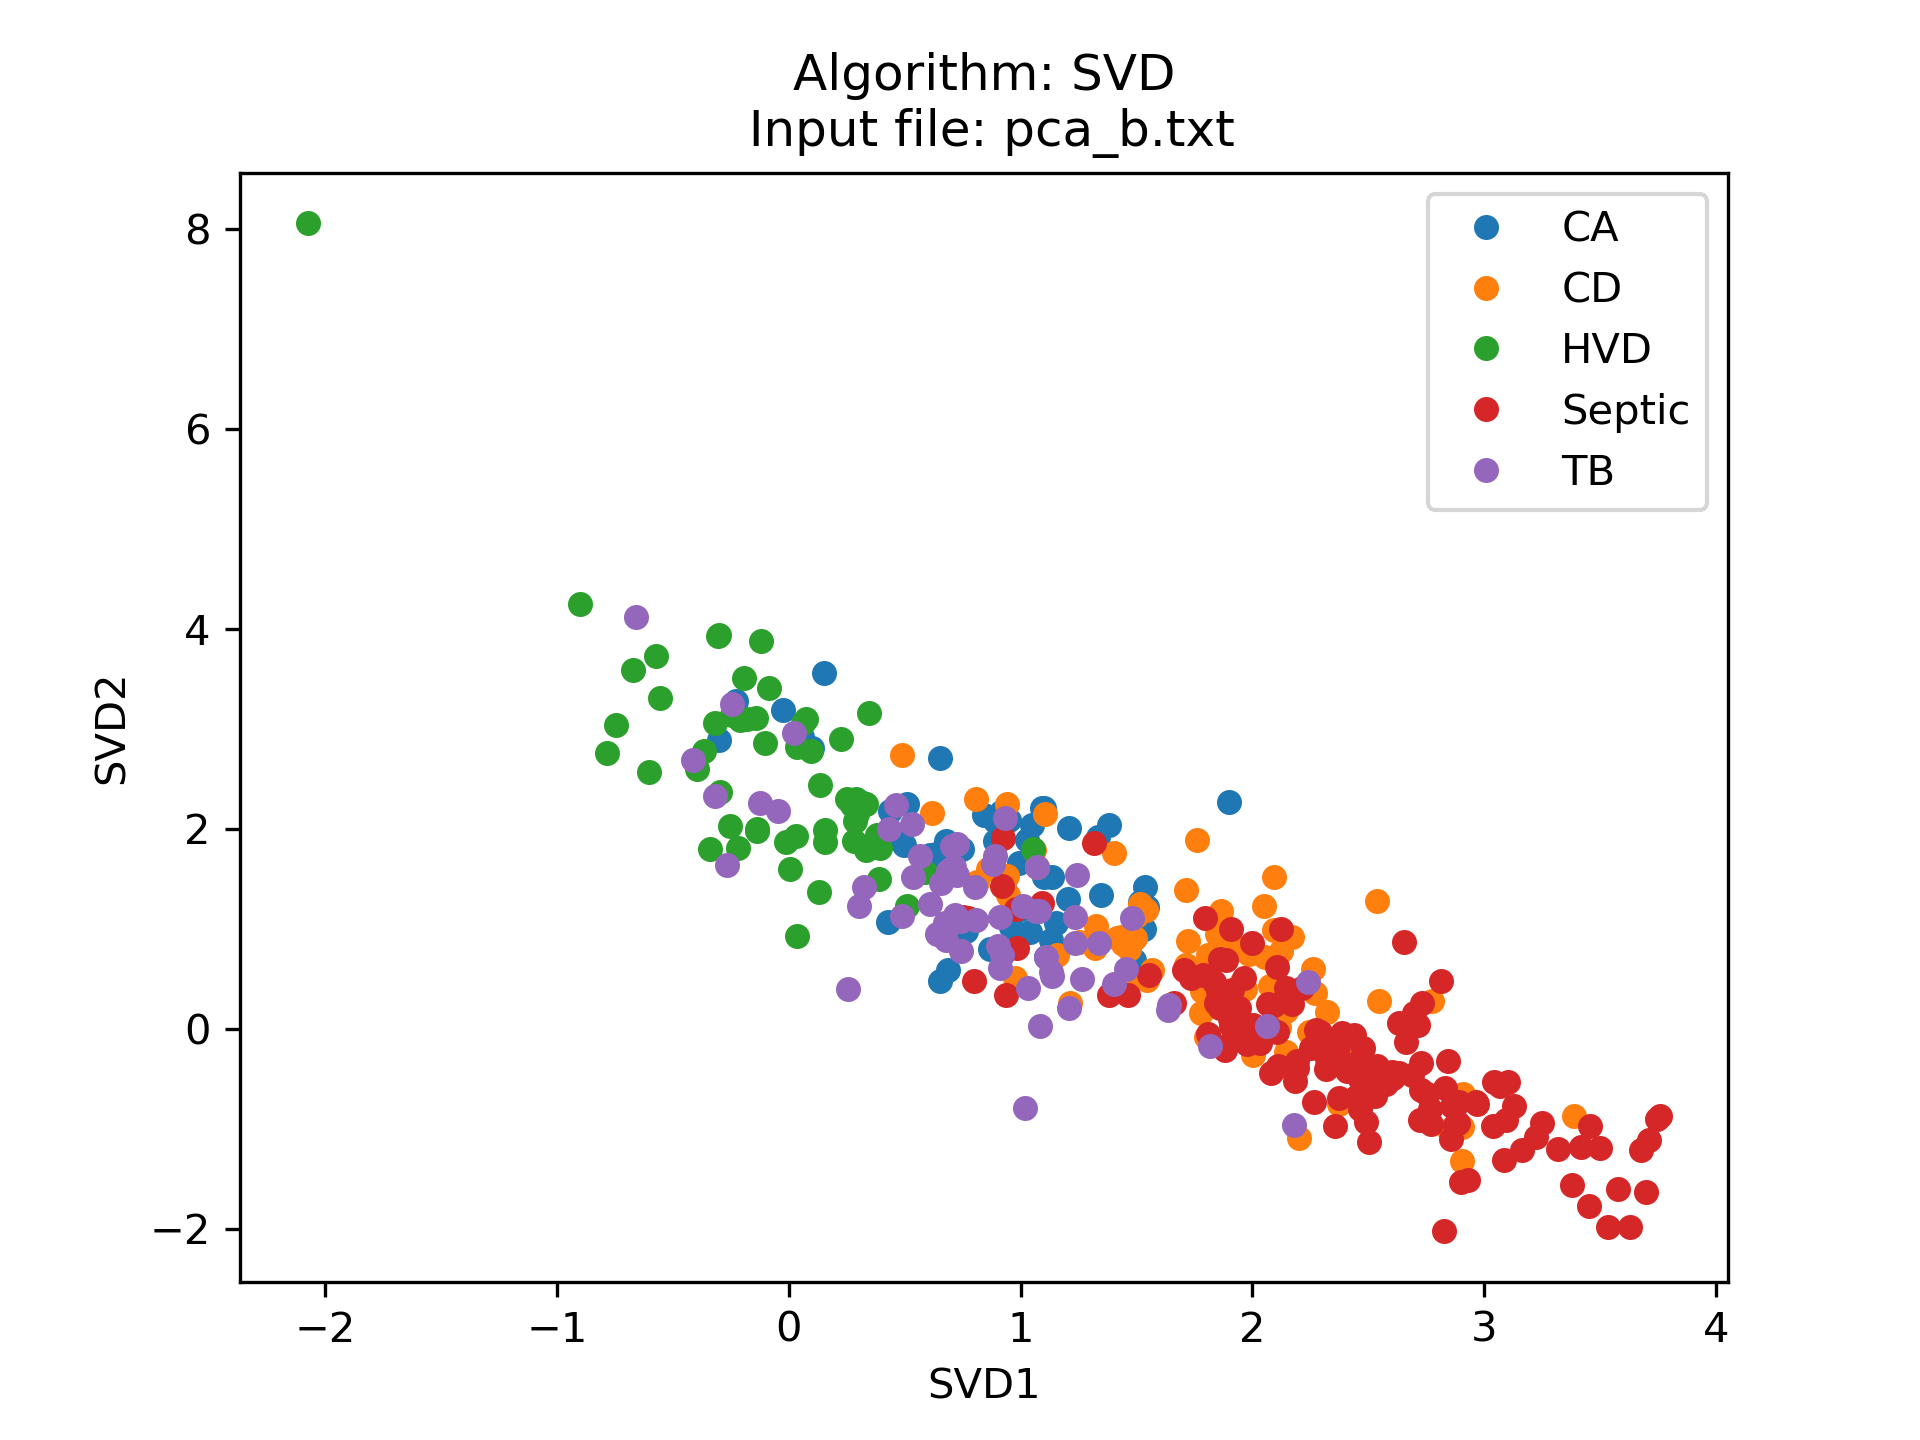 Algorithm: SVD
Input file: pca_b.txt
CA
CD
HVD
Septic
TB
8
6
4
2
0
−2
SVD2
−2
−1
0
1
2
3
4
SVD1